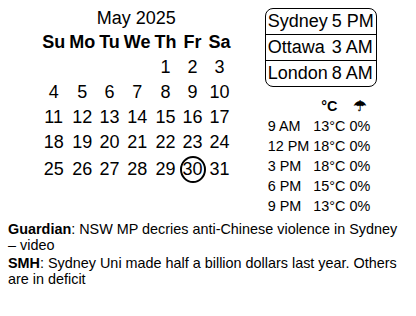 May 2025
Su Mo Tu We Th Fr Sa
1 2 3
4 5 6 7 8 9 10
11 12 13 14 15 16 17
18 19 20 21 22 23 24
25 26 27 28 29 30 31
Sydney 5 PM
Ottawa 3 AM
London 8 AM
°C ☂
9 AM 13°C 0%
12 PM 18°C 0%
3 PM 18°C 0%
6 PM 15°C 0%
9 PM 13°C 0%
Guardian: NSW MP decries anti-Chinese violence in Sydney
– video
SMH: Sydney Uni made half a billion dollars last year. Others
are in deficit